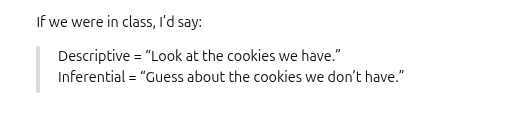 If we were in class, I’d say:
Descriptive = “Look at the cookies we have.”
Inferential = “Guess about the cookies we don’t have.”